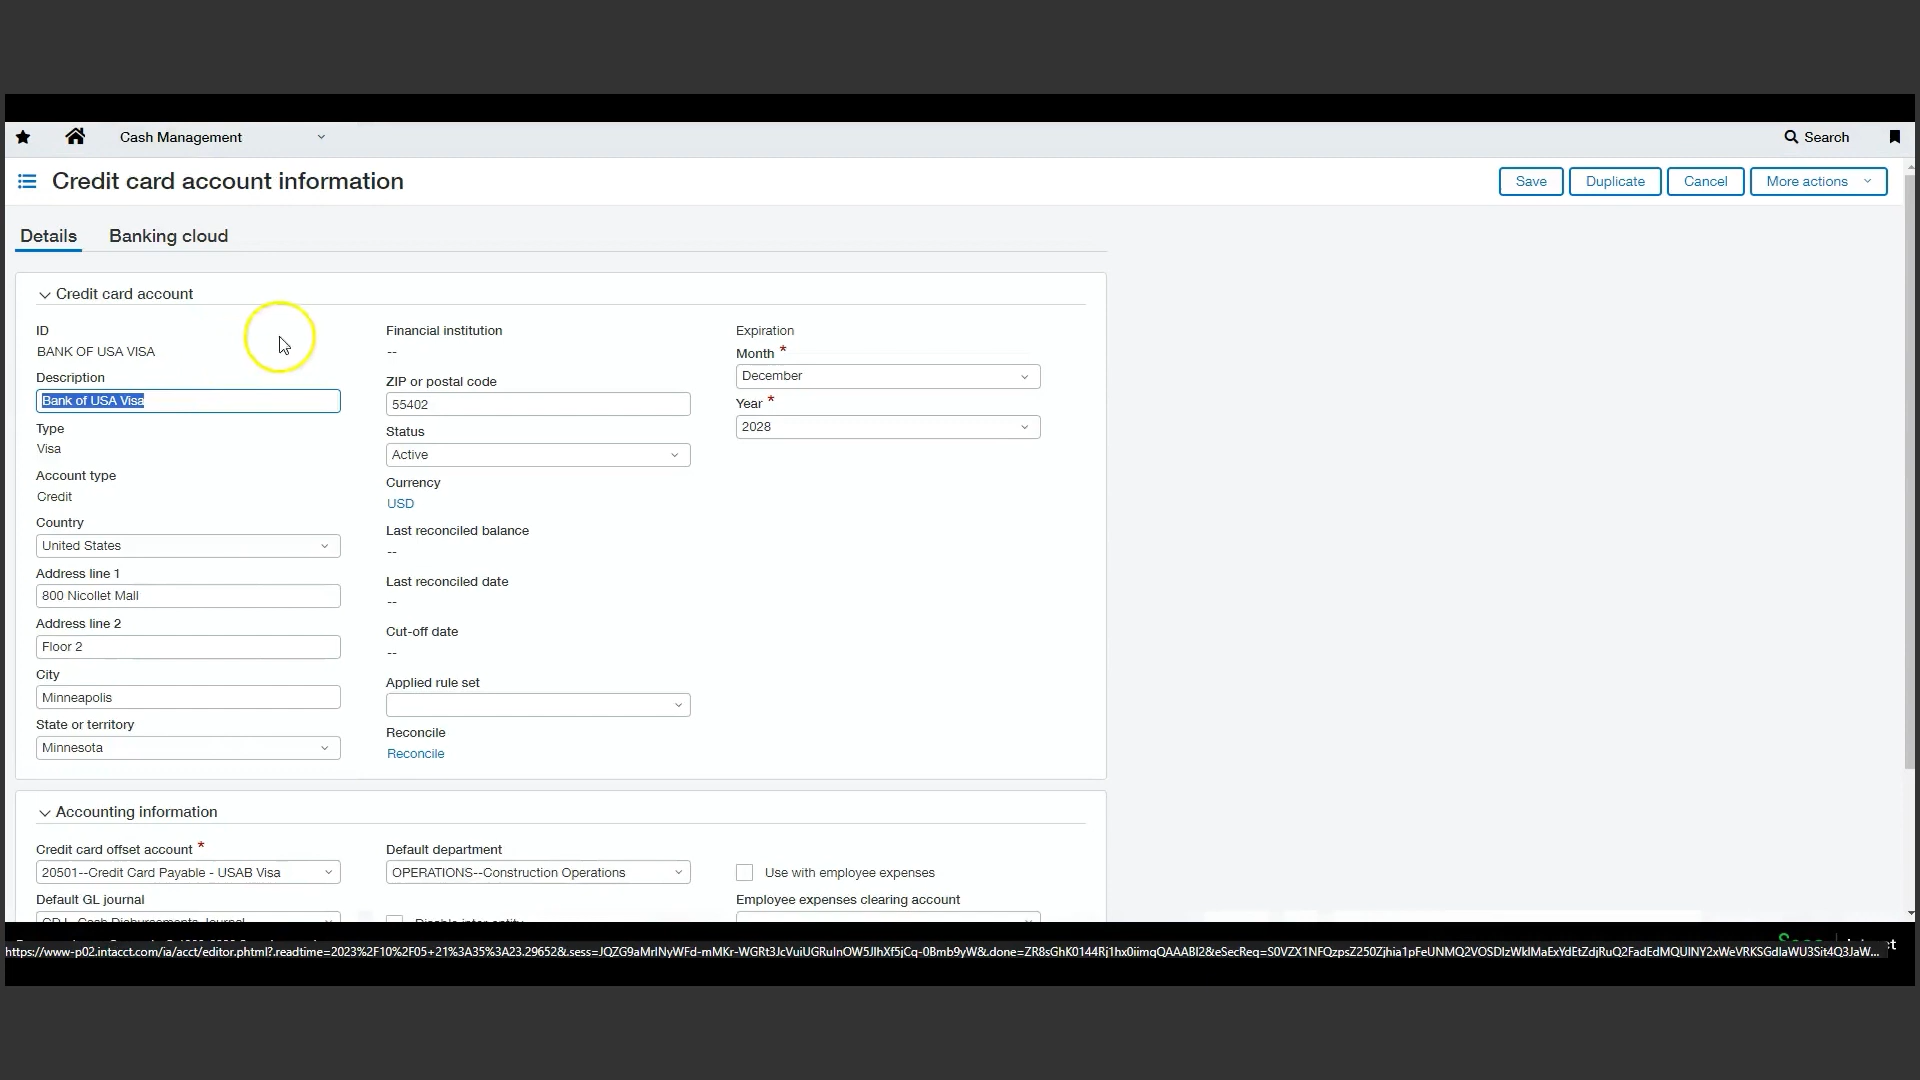 Cash Management
Search
Credit card account information
Save
Duplicate
Cancel
More actions
Details
Banking cloud
Credit card account
ID
BANK OF USA VISA
Description
Bank of USA Visa
Type
Visa
Account type
Credit
Country
United States
Address line 1
800 Nicollet Mall
Address line 2
Floor 2
City
Minneapolis
State or territory
Minnesota
Financial institution
--
ZIP or postal code
55402
Status
Active
Currency
USD
Last reconciled balance
--
Last reconciled date
--
Cut-off date
--
Applied rule set
Reconcile
Reconcile
Expiration
Month *
December
Year *
2028
Accounting information
Credit card offset account *
20501--Credit Card Payable - USAB Visa
Default GL journal
Default department
OPERATIONS--Construction Operations
Use with employee expenses
Employee expenses clearing account